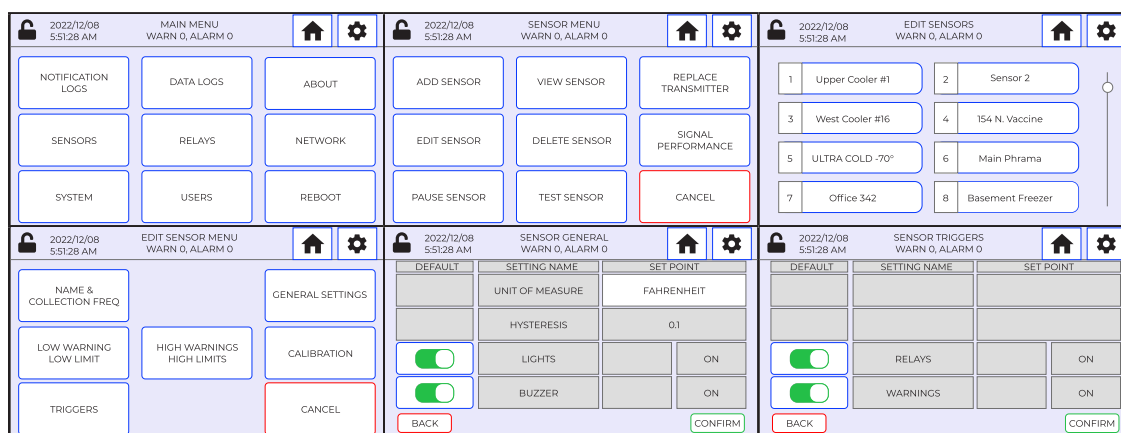 2022/12/08
5:51:28 AM
MAIN MENU
WARN 0, ALARM 0
NOTIFICATION
LOGS
DATA LOGS
ABOUT
SENSORS
RELAYS
NETWORK
SYSTEM
USERS
REBOOT
2022/12/08
5:51:28 AM
SENSOR MENU
WARN 0, ALARM 0
ADD SENSOR
VIEW SENSOR
REPLACE
TRANSMITTER
EDIT SENSOR
DELETE SENSOR
SIGNAL
PERFORMANCE
PAUSE SENSOR
TEST SENSOR
CANCEL
2022/12/08
5:51:28 AM
EDIT SENSORS
WARN 0, ALARM 0
1 Upper Cooler #1
2 Sensor 2
3 West Cooler #16
4 154 N. Vaccine
5 ULTRA COLD -70°
6 Main Phrama
7 Office 342
8 Basement Freezer
2022/12/08
5:51:28 AM
EDIT SENSOR MENU
WARN 0, ALARM 0
NAME &
COLLECTION FREQ
GENERAL SETTINGS
LOW WARNING
LOW LIMIT
HIGH WARNINGS
HIGH LIMITS
CALIBRATION
TRIGGERS
CANCEL
2022/12/08
5:51:28 AM
SENSOR GENERAL
WARN 0, ALARM 0
DEFAULT SETTING NAME SET POINT
UNIT OF MEASURE FAHRENHEIT
HYSTERESIS 0.1
LIGHTS ON
BUZZER ON
BACK CONFIRM
2022/12/08
5:51:28 AM
SENSOR TRIGGERS
WARN 0, ALARM 0
DEFAULT SETTING NAME SET POINT
RELAYS ON
WARNINGS ON
BACK CONFIRM